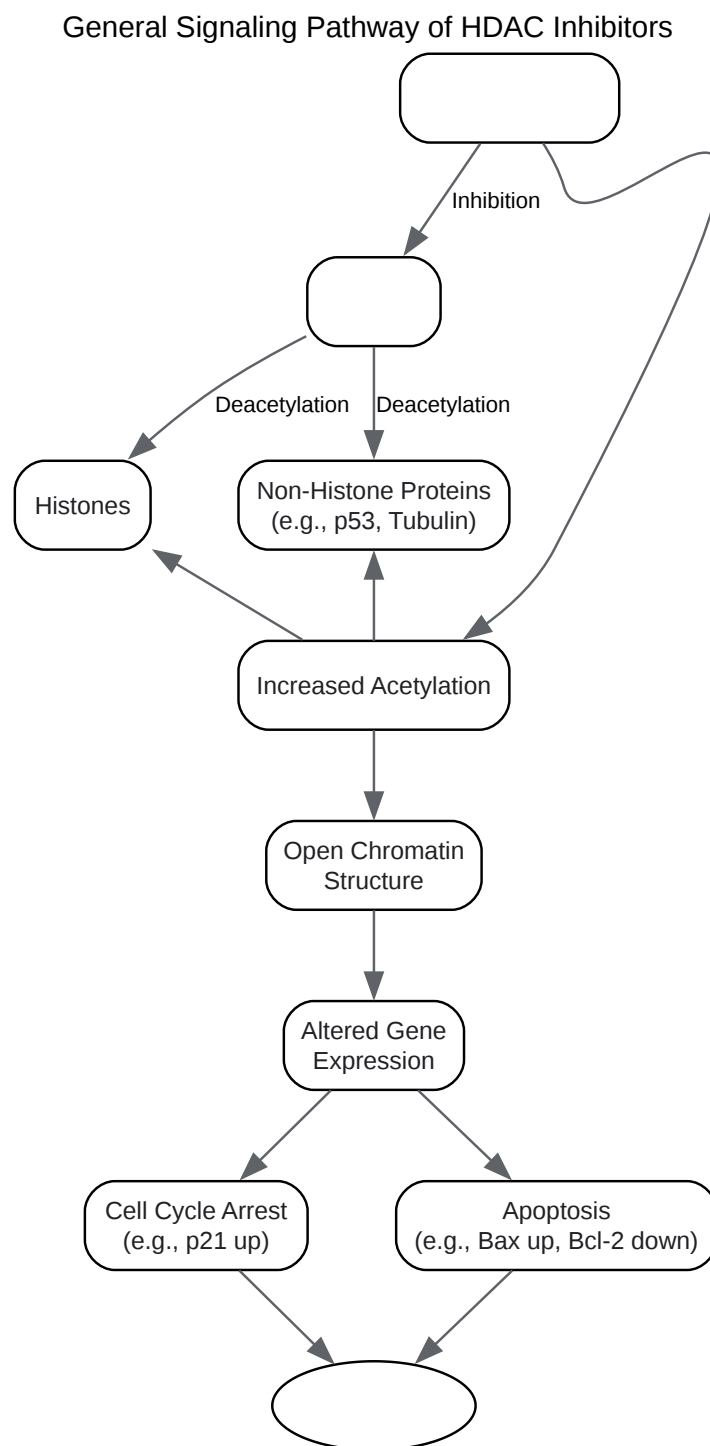 General Signaling Pathway of HDAC Inhibitors
Inhibition
Deacetylation
Deacetylation
Histones
Non-Histone Proteins
(e.g., p53, Tubulin)
Increased Acetylation
Open Chromatin
Structure
Altered Gene
Expression
Cell Cycle Arrest
(e.g., p21 up)
Apoptosis
(e.g., Bax up, Bcl-2 down)